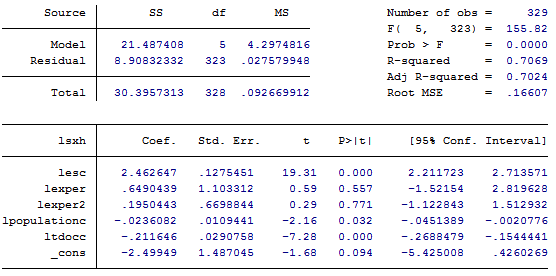 Source | SS df MS Number of obs = 329
F( 5, 323) = 155.82
Model | 21.487408 5 4.2974816 Prob > F = 0.0000
Residual | 8.90832332 323 .027579948 R-squared = 0.7069
Adj R-squared = 0.7024
Total | 30.3957313 328 .092669912 Root MSE = .16607
lsxh | Coef. Std. Err. t P>|t| [95% Conf. Interval]
lesc | 2.462647 .1275451 19.31 0.000 2.211723 2.713571
lexper | .6490439 1.103312 0.59 0.557 -1.52154 2.819628
lexper2 | .1950443 .6698844 0.29 0.771 -1.122843 1.512932
lpopulationc | -.0236082 .0109441 -2.16 0.032 -.0451389 -.0020776
ltdocc | -.211646 .0290758 -7.28 0.000 -.2688479 -.1544441
_cons | -2.49949 1.487045 -1.68 0.094 -5.425008 .4260269